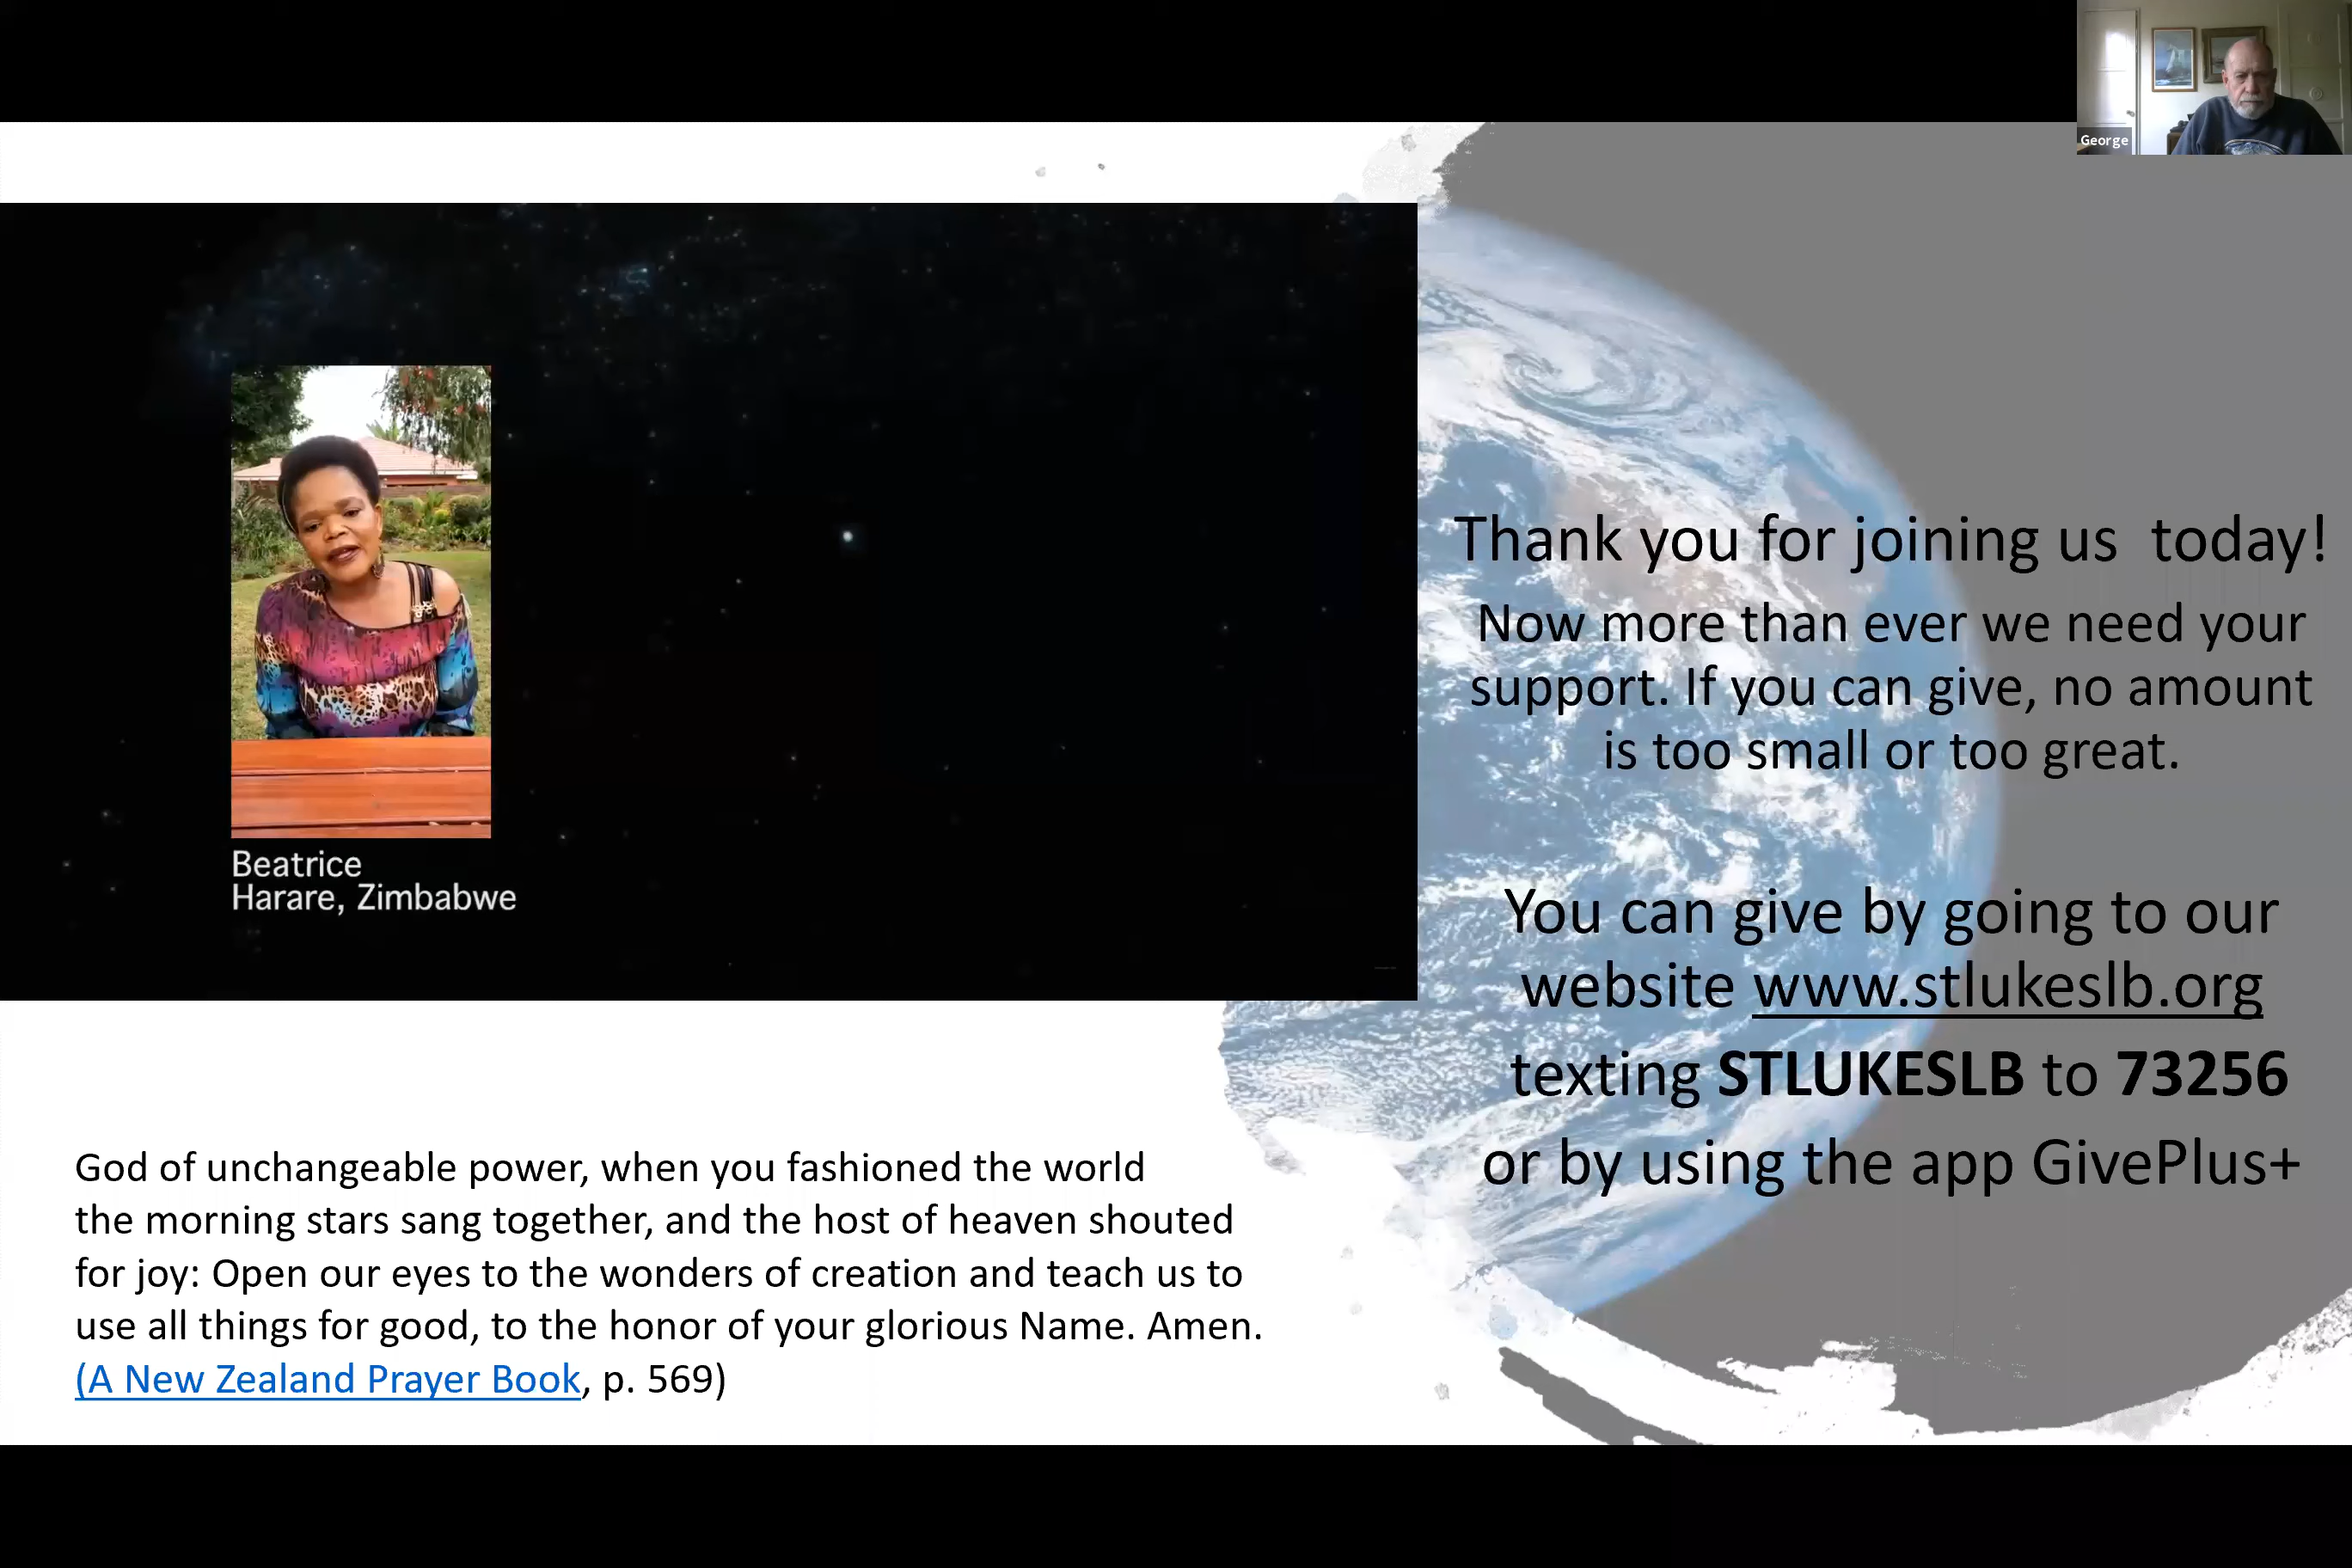 George
Beatrice
Harare, Zimbabwe
Thank you for joining us  today!
Now more than ever we need your
support. If you can give, no amount
is too small or too great.
You can give by going to our
website www.stlukeslb.org
texting STLUKESLB to 73256
or by using the app GivePlus+
God of unchangeable power, when you fashioned the world
the morning stars sang together, and the host of heaven shouted
for joy: Open our eyes to the wonders of creation and teach us to
use all things for good, to the honor of your glorious Name. Amen.
(A New Zealand Prayer Book, p. 569)